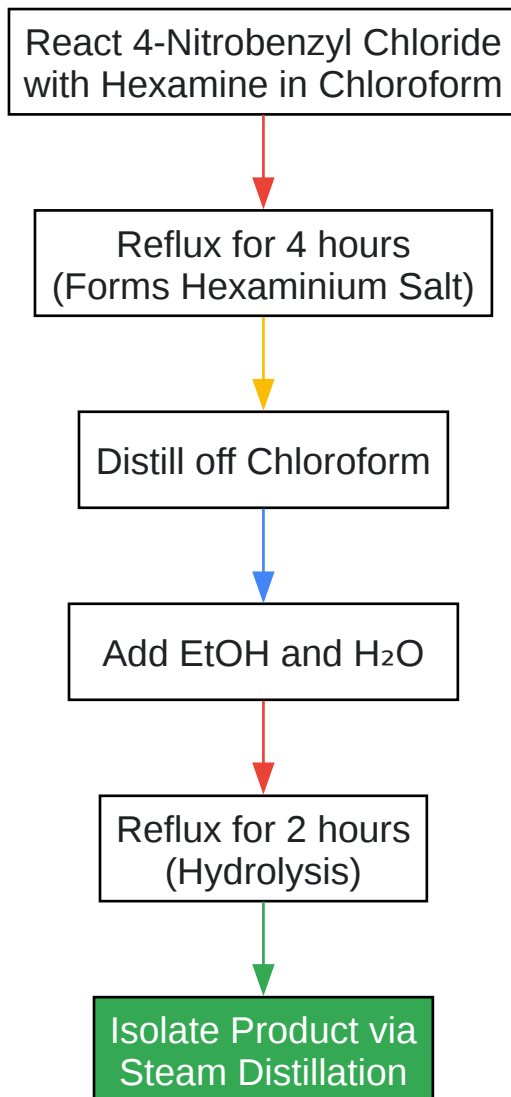 React 4-Nitrobenzyl Chloride
with Hexamine in Chloroform
Reflux for 4 hours
(Forms Hexaminium Salt)
Distill off Chloroform
Add EtOH and H₂O
Reflux for 2 hours
(Hydrolysis)
Isolate Product via
Steam Distillation